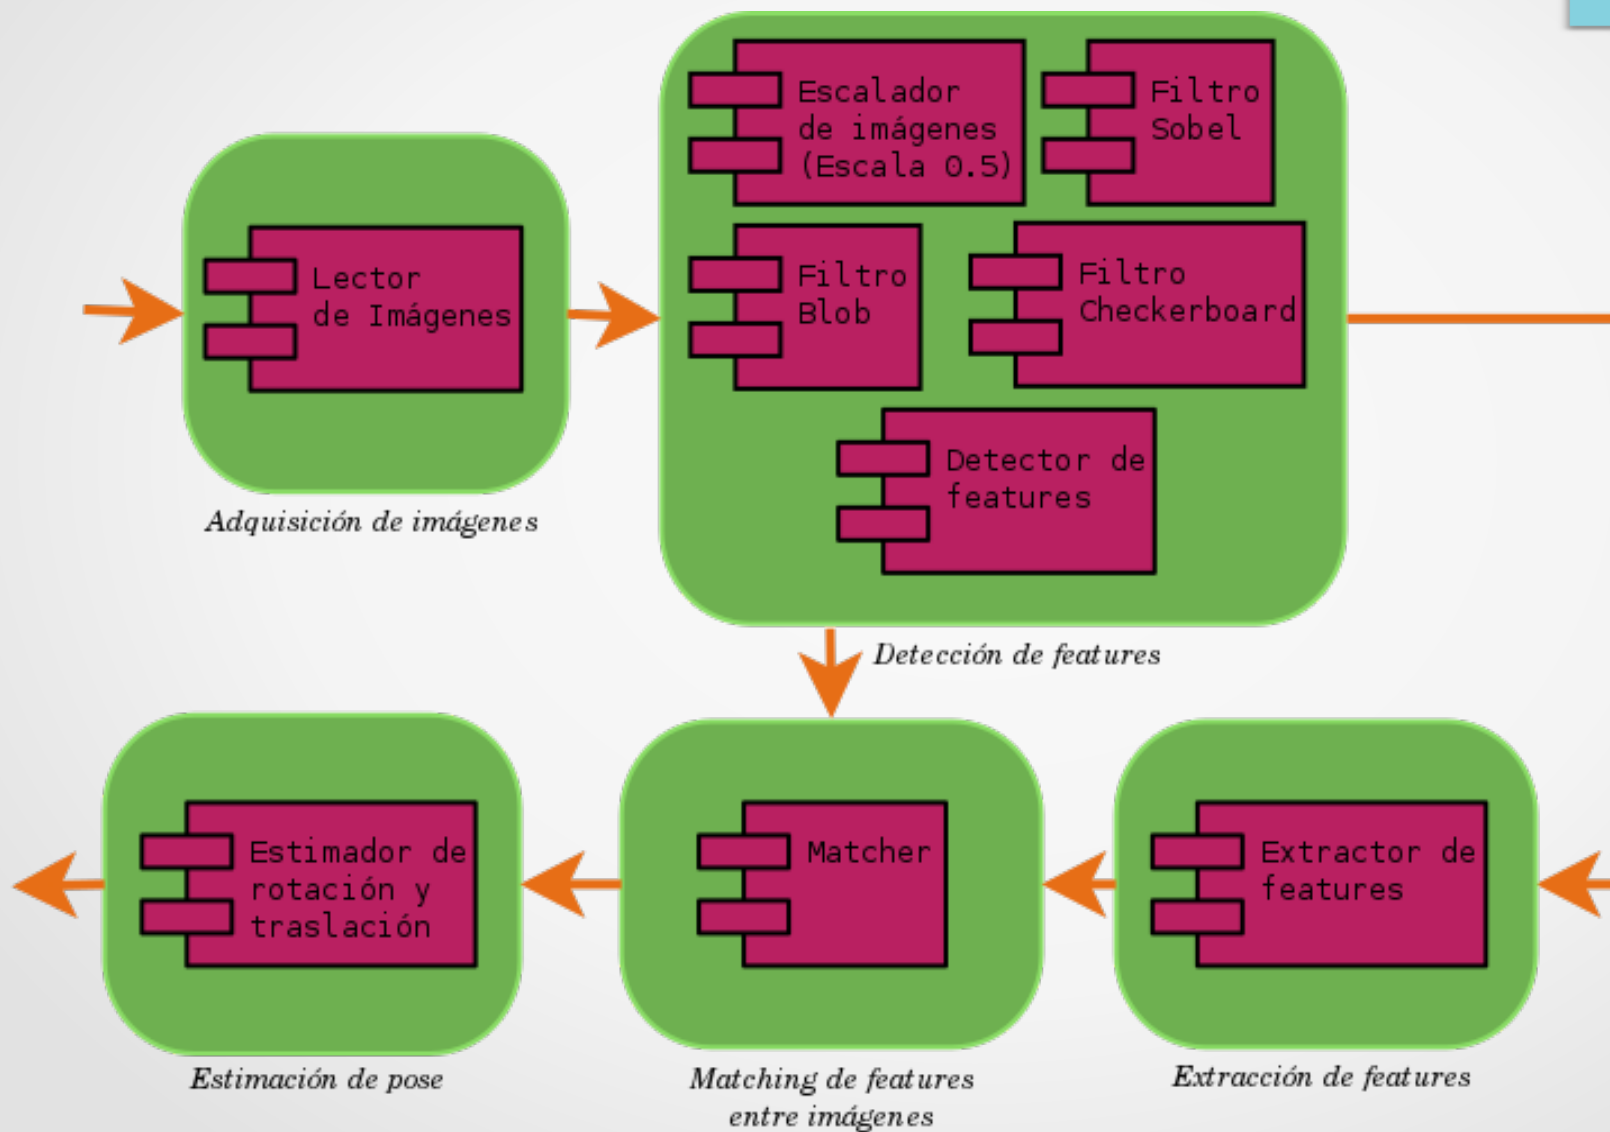 Escalador
de imágenes
(Escala 0.5)
Filtro
Sobel
Lector
de Imágenes
Filtro
Blob
Filtro
Checkerboard
Detector de
features
Adquisición de imágenes
Detección de features
Estimador de
rotación y
traslación
Matcher
Extractor de
features
Estimación de pose
Matching de features
entre imágenes
Extracción de features